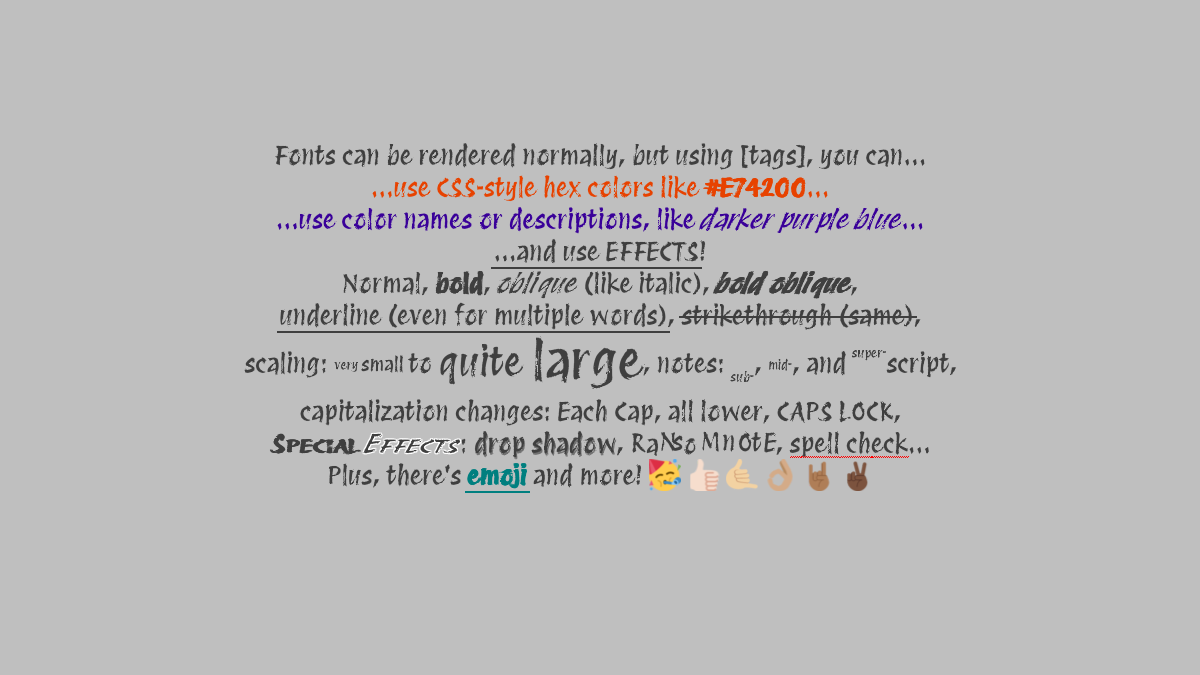 Fonts can be rendered normally, but using [tags], you can...
...use CSS-style hex colors like #E74200...
...use color names or descriptions, like darker purple blue...
...and use EFFECTS!
Normal, bold, oblique (like italic), bold oblique,
underline (even for multiple words), strikethrough (same),
scaling: very small to quite large, notes: sub-, mid-, and super-script,
capitalization changes: Each Cap, all lower, CAPS LOCK,
Special Effects: drop shadow, RaNSo MnOtE, spell check...
Plus, there's emoji and more! 🥳 👍🏻 🤙🏼 👌🏽 🤘🏾 ✌🏿